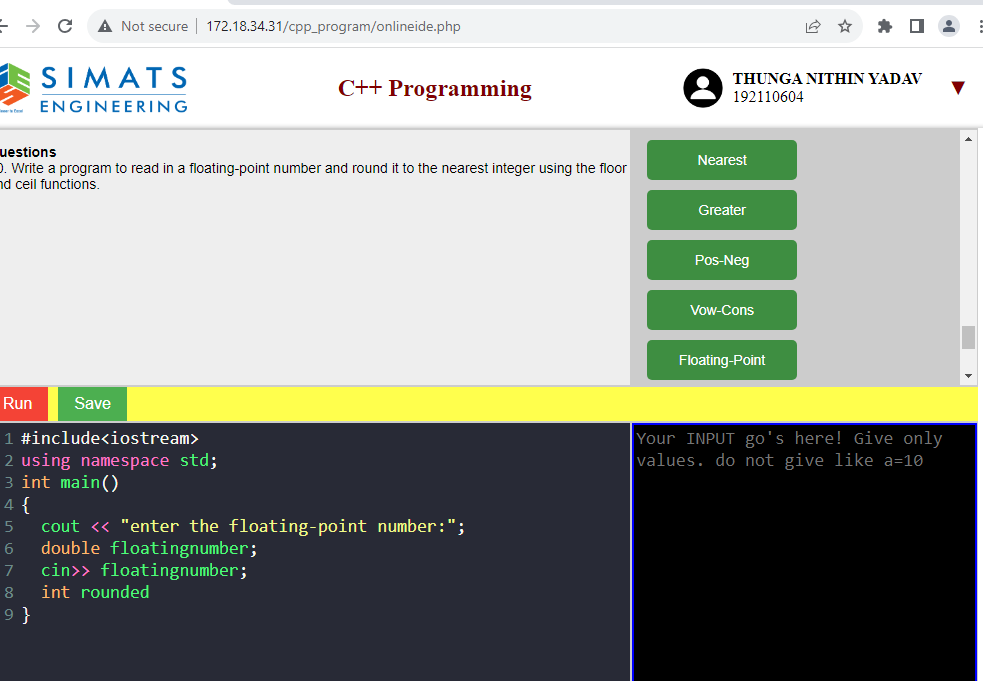 Not secure | 172.18.34.31/cpp_program/onlineide.php
SIMATS
ENGINEERING
C++ Programming
THUNGA NITHIN YADAV
192110604
▼
uestions
0. Write a program to read in a floating-point number and round it to the nearest integer using the floor
nd ceil functions.
Nearest
Greater
Pos-Neg
Vow-Cons
Floating-Point
Run
Save
1 #include<iostream>
2 using namespace std;
3 int main()
4 {
5   cout << "enter the floating-point number:";
6   double floatingnumber;
7   cin>> floatingnumber;
8   int rounded
9 }
Your INPUT go's here! Give only
values. do not give like a=10